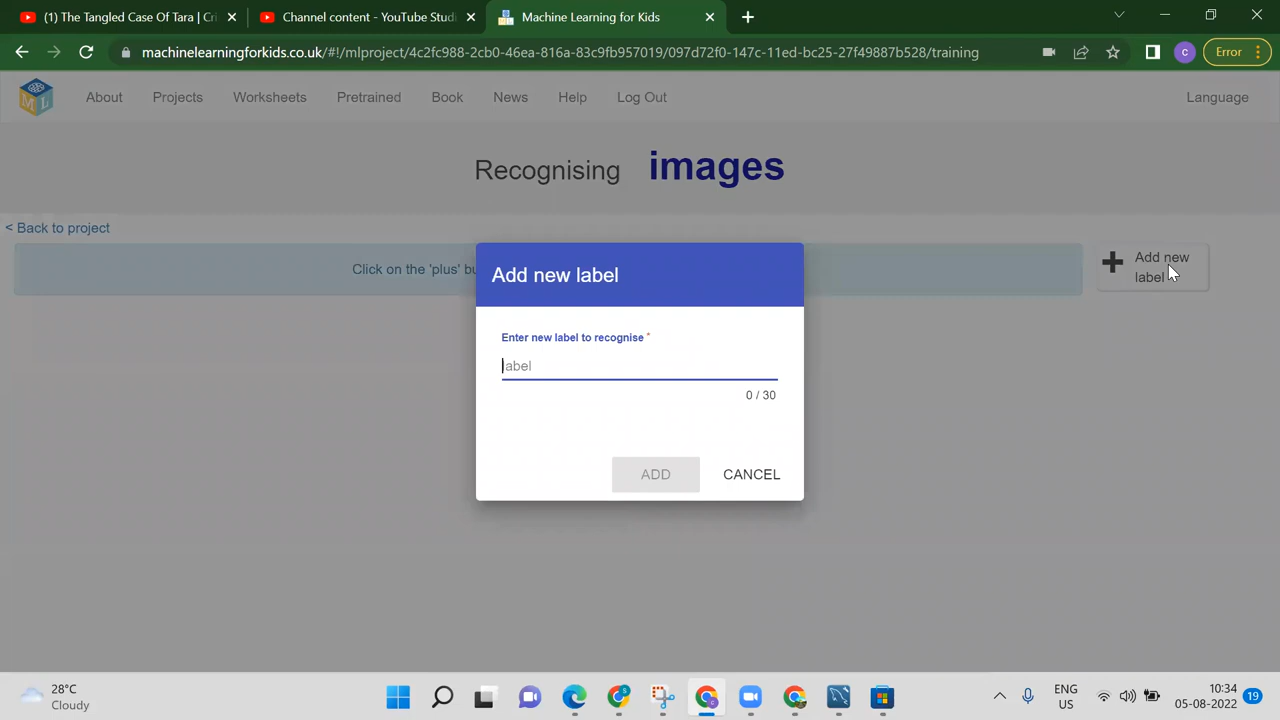 (1) The Tangled Case Of Tara | Cri
Channel content - YouTube Studi
Machine Learning for Kids
machinelearningforkids.co.uk/#!/mlproject/4c2fc988-2cb0-46ea-816a-83c9fb957019/097d72f0-147c-11ed-bc25-27f49887b528/training
C
Error
ML
About
Projects
Worksheets
Pretrained
Book
News
Help
Log Out
Language
Recognising images
< Back to project
Click on the 'plus' bu
Add new
label
Add new label
Enter new label to recognise *
label
0 / 30
ADD
CANCEL
28°C
Cloudy
ENG
US
10:34
05-08-2022
19